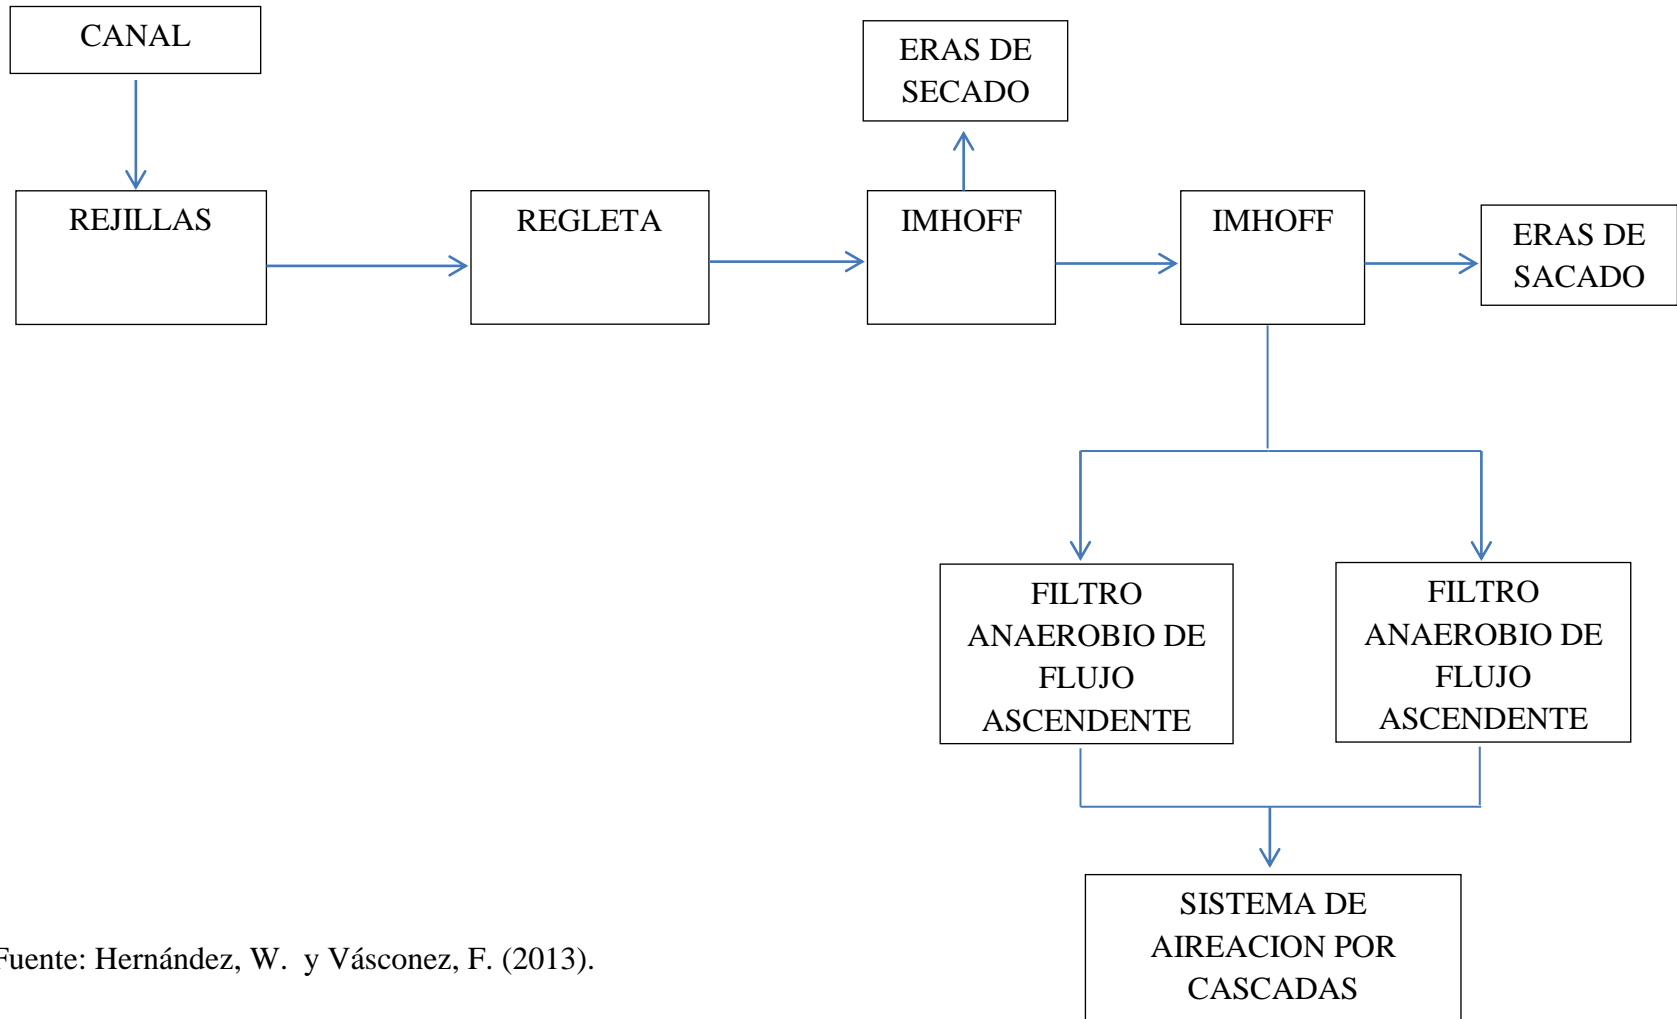 CANAL
ERAS DE
SECADO
REJILLAS
REGLETA
IMHOFF
IMHOFF
ERAS DE
SACADO
FILTRO
ANAEROBIO DE
FLUJO
ASCENDENTE
FILTRO
ANAEROBIO DE
FLUJO
ASCENDENTE
SISTEMA DE
AIREACION POR
CASCADAS
Fuente: Hernández, W. y Vásconez, F. (2013).